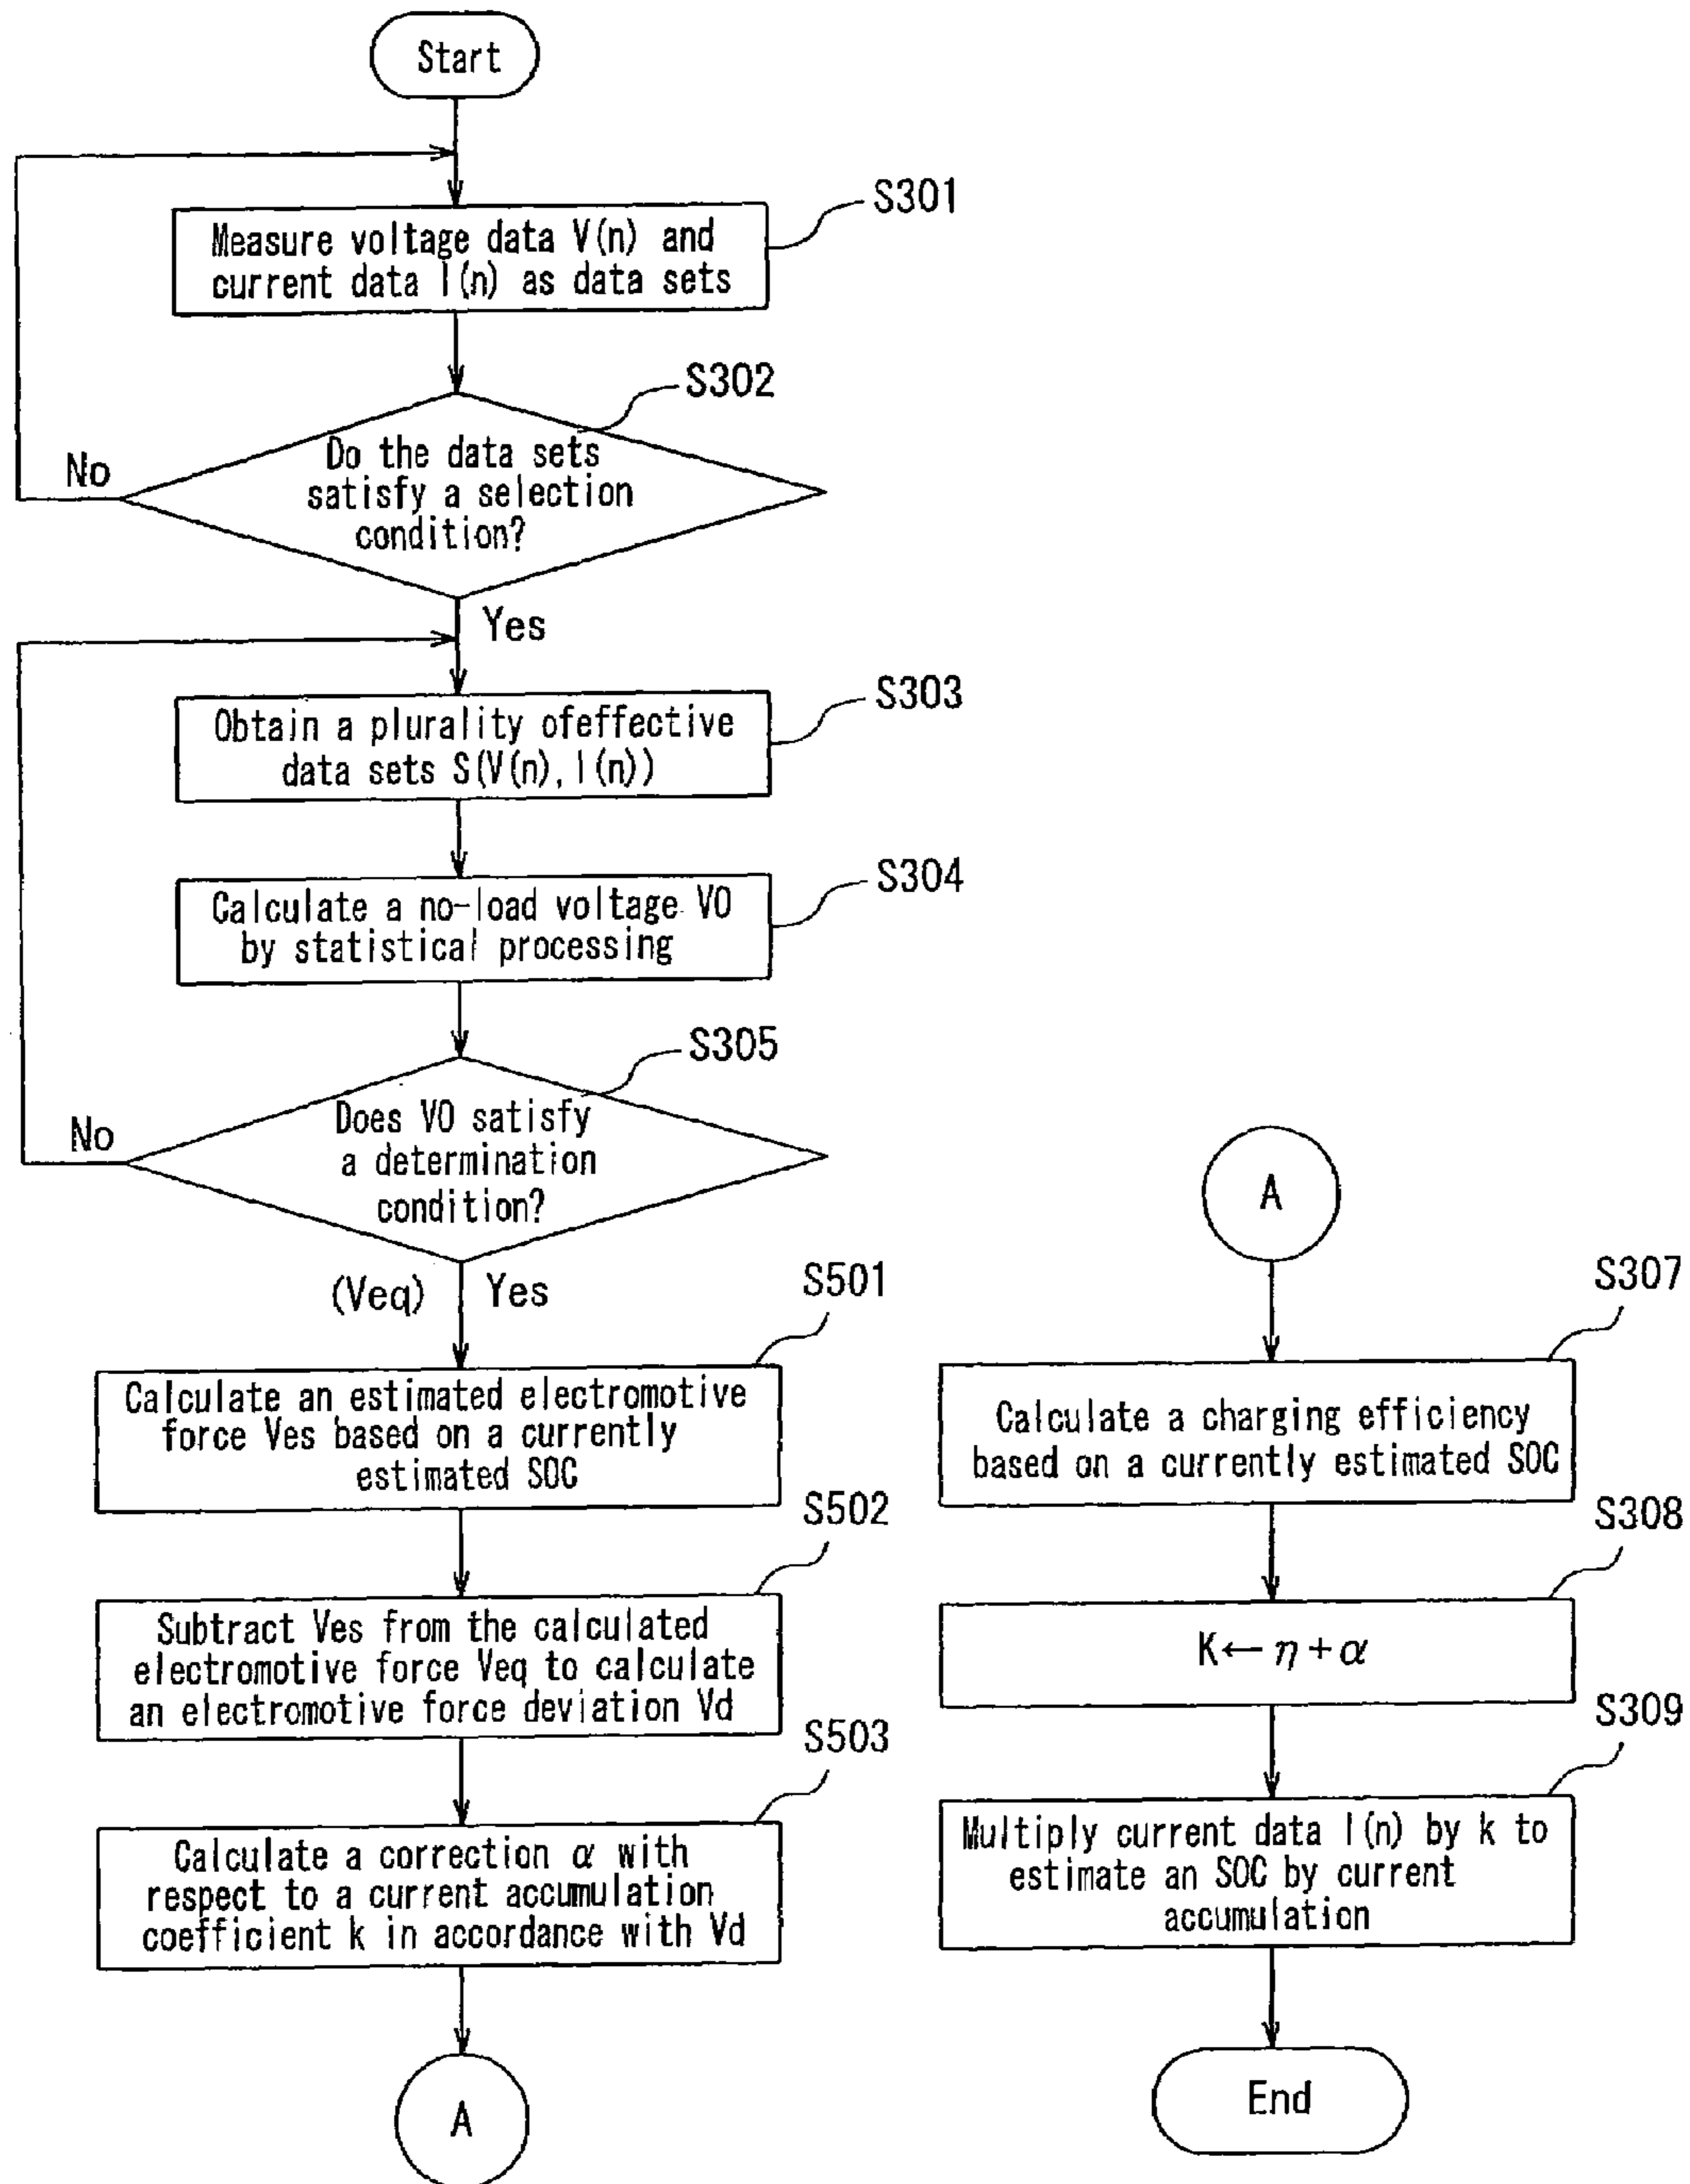 Start
S301
Measure voltage data V(n) and
current data I(n) as data sets
S302
No
Do the data sets
satisfy a selection
condition?
Yes
S303
Obtain a plurality ofeffective
data sets S(V(n), I(n))
S304
Calculate a no-load voltage V0
by statistical processing
S305
No
Does V0 satisfy
a determination
condition?
(Veq) Yes
S501
Calculate an estimated electromotive
force Ves based on a currently
estimated SOC
S502
Subtract Ves from the calculated
electromotive force Veq to calculate
an electromotive force deviation Vd
S503
Calculate a correction α with
respect to a current accumulation
coefficient k in accordance with Vd
A
A
S307
Calculate a charging efficiency
based on a currently estimated SOC
S308
K← η+α
S309
Multiply current data I(n) by k to
estimate an SOC by current
accumulation
End